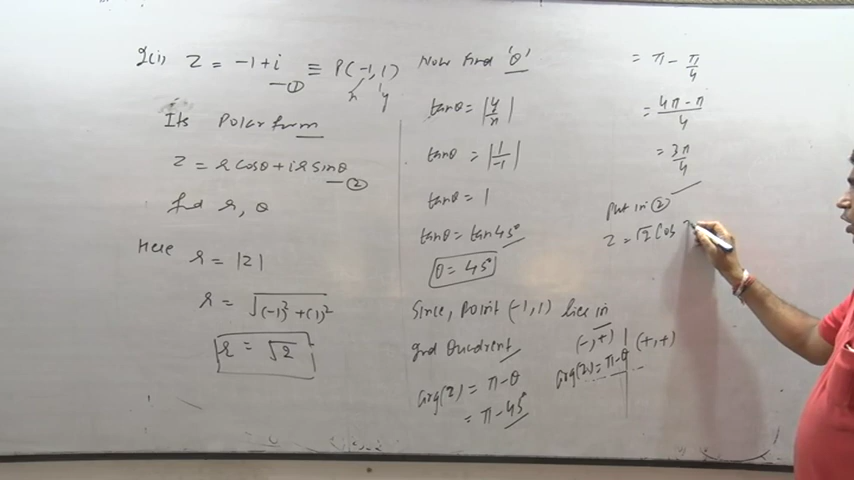 Q(ii) Z = -1+i ≡ P(-1, 1)
—①
x y
Its Polar form
Z = r cosθ + i r sinθ
—②
find r, θ
Here r = |Z|
r = √(-1)² + (1)²
r = √2
Now find 'θ'
tanθ = |y/x|
tanθ = |1/-1|
tanθ = 1
tanθ = tan45°
θ = 45°
Since, point (-1, 1) lies in
2nd Quadrent
arg(Z) = π - θ
= π - 45°
(-, +) | (+, +)
arg(Z) = π - θ
= π - π/4
= 4π - π/4
= 3π/4
Put in ②
Z = √2 (cos